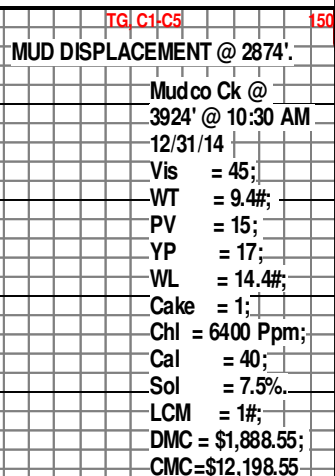 TG, C1-C5 150
MUD DISPLACEMENT @ 2874'.
Mudco Ck @
3924' @ 10:30 AM
12/31/14
Vis = 45;
WT = 9.4#;
PV = 15;
YP = 17;
WL = 14.4#;
Cake = 1;
Chl = 6400 Ppm;
Cal = 40;
Sol = 7.5%.
LCM = 1#;
DMC = $1,888.55;
CMC=$12,198.55